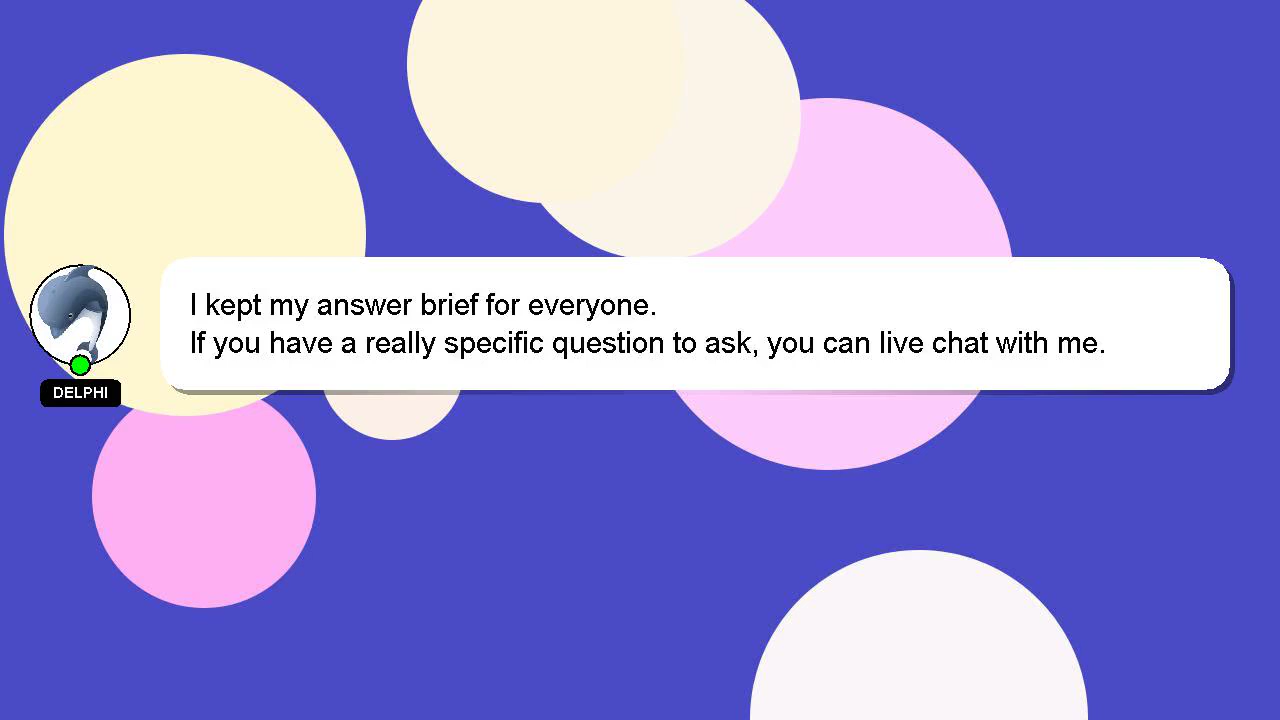 I kept my answer brief for everyone.
If you have a really specific question to ask, you can live chat with me.
DELPHI